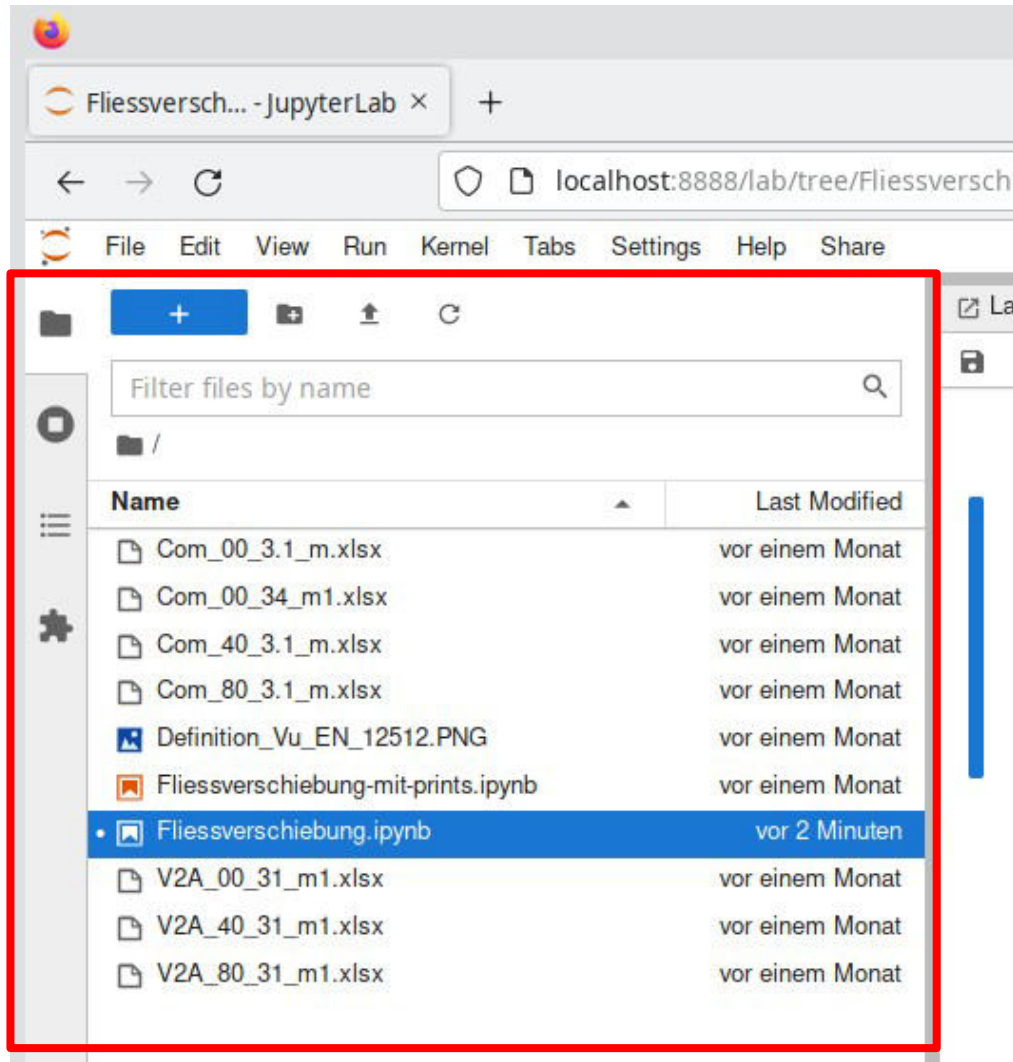 Fliessversch... - JupyterLab × +
localhost:8888/lab/tree/Fliessversch
File Edit View Run Kernel Tabs Settings Help Share
+
La
Filter files by name
/
Name Last Modified
Com_00_3.1_m.xlsx vor einem Monat
Com_00_34_m1.xlsx vor einem Monat
Com_40_3.1_m.xlsx vor einem Monat
Com_80_3.1_m.xlsx vor einem Monat
Definition_Vu_EN_12512.PNG vor einem Monat
Fliessverschiebung-mit-prints.ipynb vor einem Monat
• Fliessverschiebung.ipynb vor 2 Minuten
V2A_00_31_m1.xlsx vor einem Monat
V2A_40_31_m1.xlsx vor einem Monat
V2A_80_31_m1.xlsx vor einem Monat